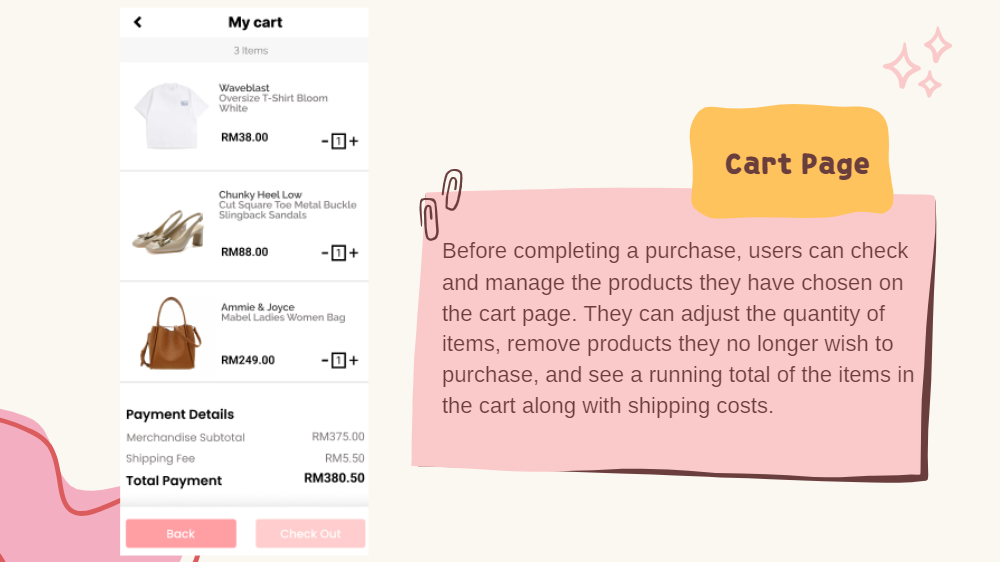 My cart
3 Items
Waveblast
Oversize T-Shirt Bloom
White
RM38.00
- 1 +
Chunky Heel Low
Cut Square Toe Metal Buckle
Slingback Sandals
RM88.00
- 1 +
Ammie & Joyce
Mabel Ladies Women Bag
RM249.00
- 1 +
Payment Details
Merchandise Subtotal RM375.00
Shipping Fee RM5.50
Total Payment RM380.50
Back
Check Out
Cart Page
Before completing a purchase, users can check
and manage the products they have chosen on
the cart page. They can adjust the quantity of
items, remove products they no longer wish to
purchase, and see a running total of the items in
the cart along with shipping costs.